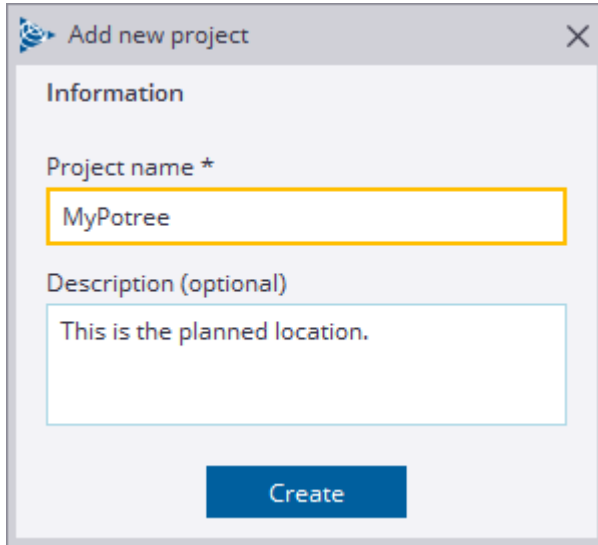 Add new project
Information
Project name *
MyPotree
Description (optional)
This is the planned location.
Create